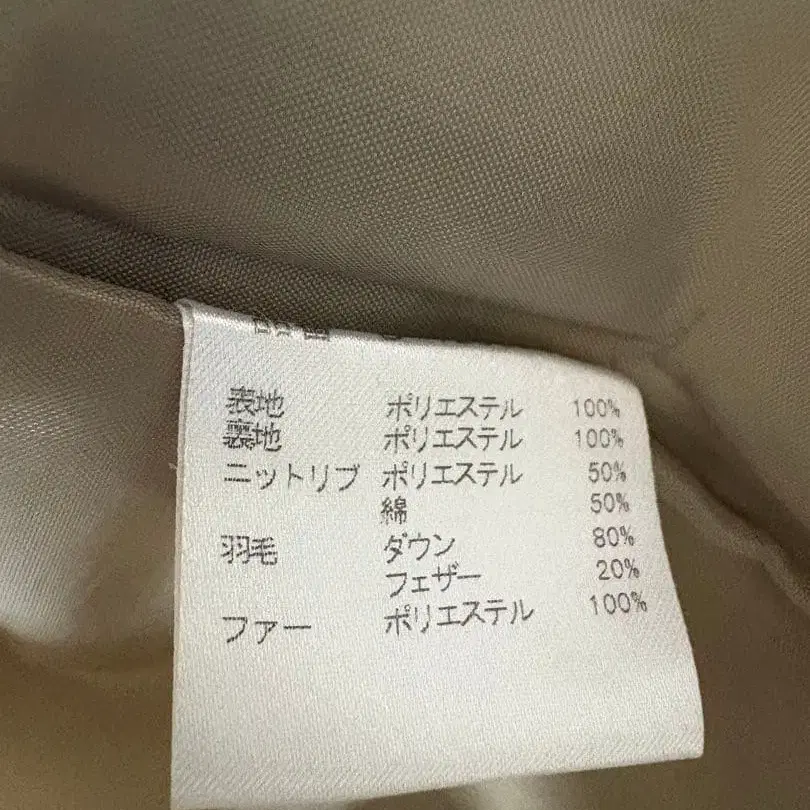 表地 ポリエステル 100%
裏地 ポリエステル 100%
ニットリブ ポリエステル 50%
綿 50%
羽毛 ダウン 80%
フェザー 20%
ファー ポリエステル 100%